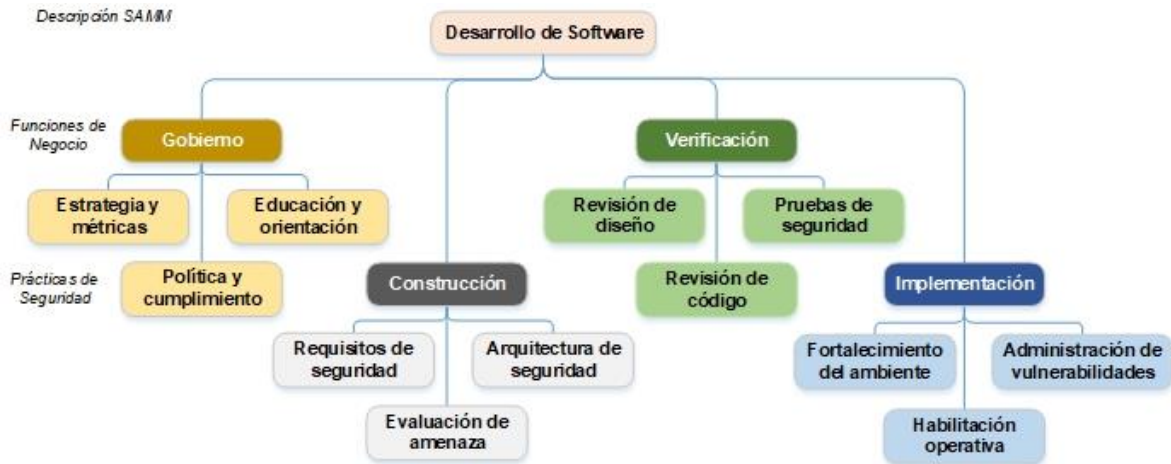 Descripción SAMM
Desarrollo de Software
Funciones de
Negocio
Gobierno
Verificación
Estrategia y
métricas
Educación y
orientación
Revisión de
diseño
Pruebas de
seguridad
Prácticas de
Seguridad
Política y
cumplimiento
Construcción
Revisión de
código
Implementación
Requisitos de
seguridad
Arquitectura de
seguridad
Fortalecimiento
del ambiente
Administración de
vulnerabilidades
Evaluación de
amenaza
Habilitación
operativa